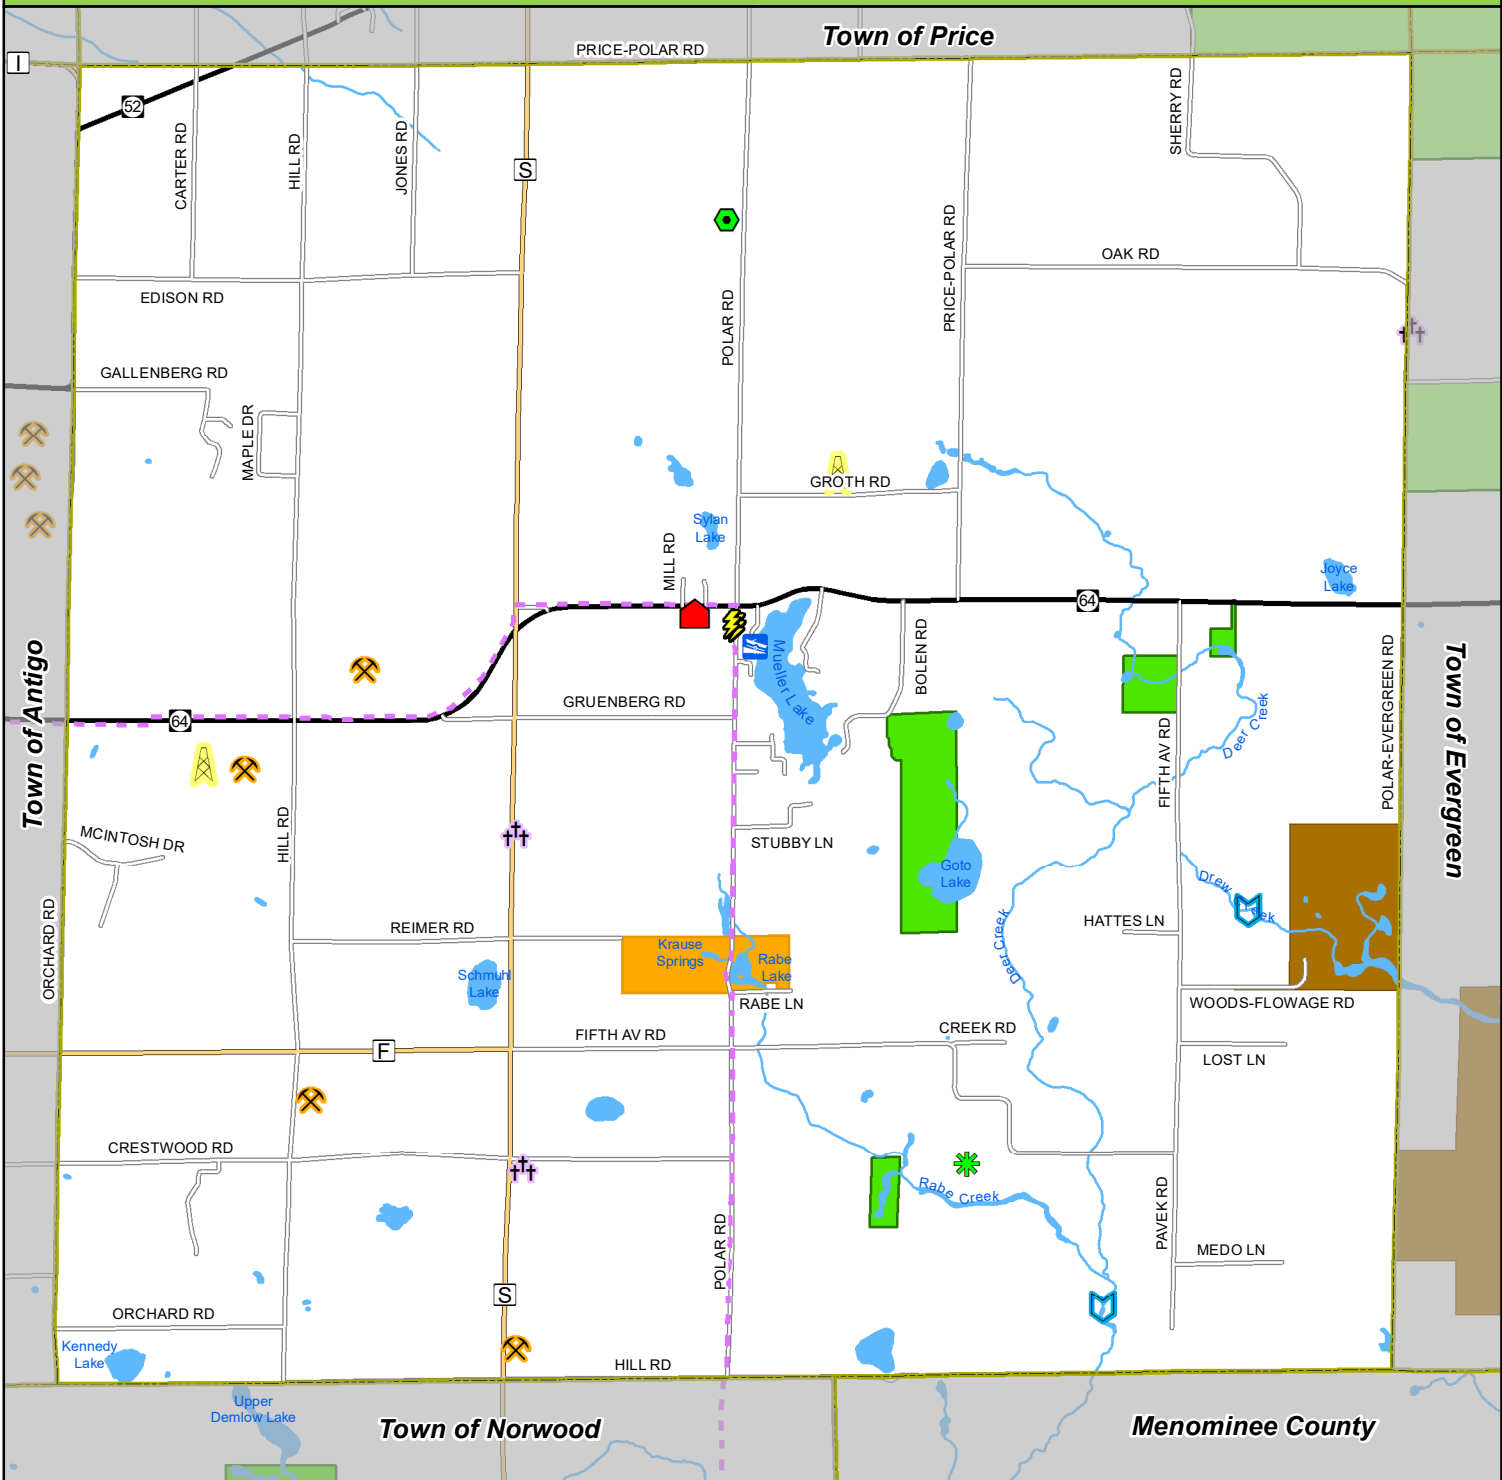 Town of Price
PRICE-POLAR RD
I
52
CARTER RD
HILL RD
JONES RD
S
SHERRY RD
PRICE-POLAR RD
OAK RD
EDISON RD
POLAR RD
GALLENBERG RD
MAPLE DR
GROTH RD
Sylan
Lake
MILL RD
Joyce
Lake
64
Town of Antigo
Mueller Lake
BOLEN RD
POLAR-EVERGREEN RD
Town of Evergreen
GRUENBERG RD
64
Deer Creek
FIFTH AV RD
HILL RD
MCINTOSH DR
STUBBY LN
Goto
Lake
Drew Creek
ORCHARD RD
REIMER RD
HATTES LN
Deer Creek
Krause
Springs
Rabe
Lake
Schmuhl
Lake
RABE LN
WOODS-FLOWAGE RD
FIFTH AV RD
CREEK RD
F
LOST LN
CRESTWOOD RD
Rabe Creek
PAVEK RD
POLAR RD
MEDO LN
S
ORCHARD RD
Kennedy
Lake
HILL RD
Upper
Demlow Lake
Town of Norwood
Menominee County